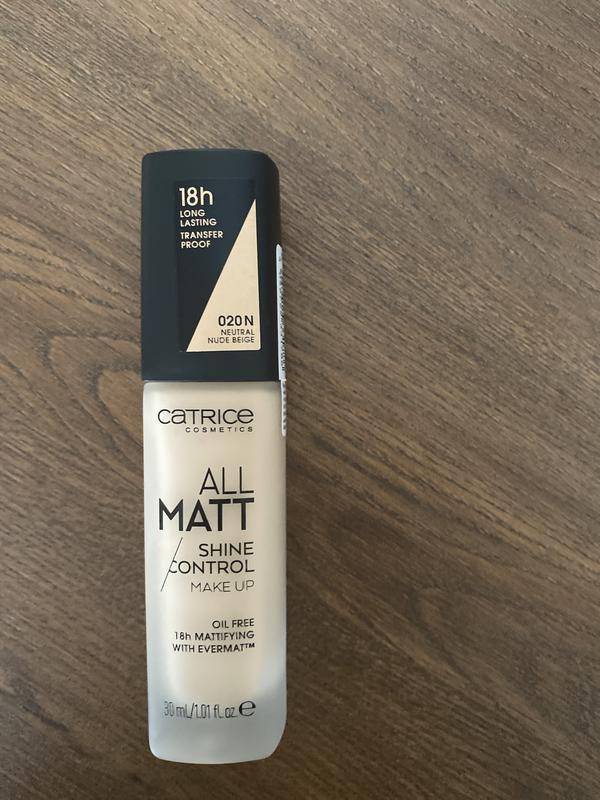 18h
LONG
LASTING
TRANSFER
PROOF
020 N
NEUTRAL
NUDE BEIGE
CATRICE
COSMETICS
ALL
MATT
SHINE
CONTROL
MAKE UP
OIL FREE
18h MATTIFYING
WITH EVERMAT™
30 mL/1.01 fl.oz. ℮